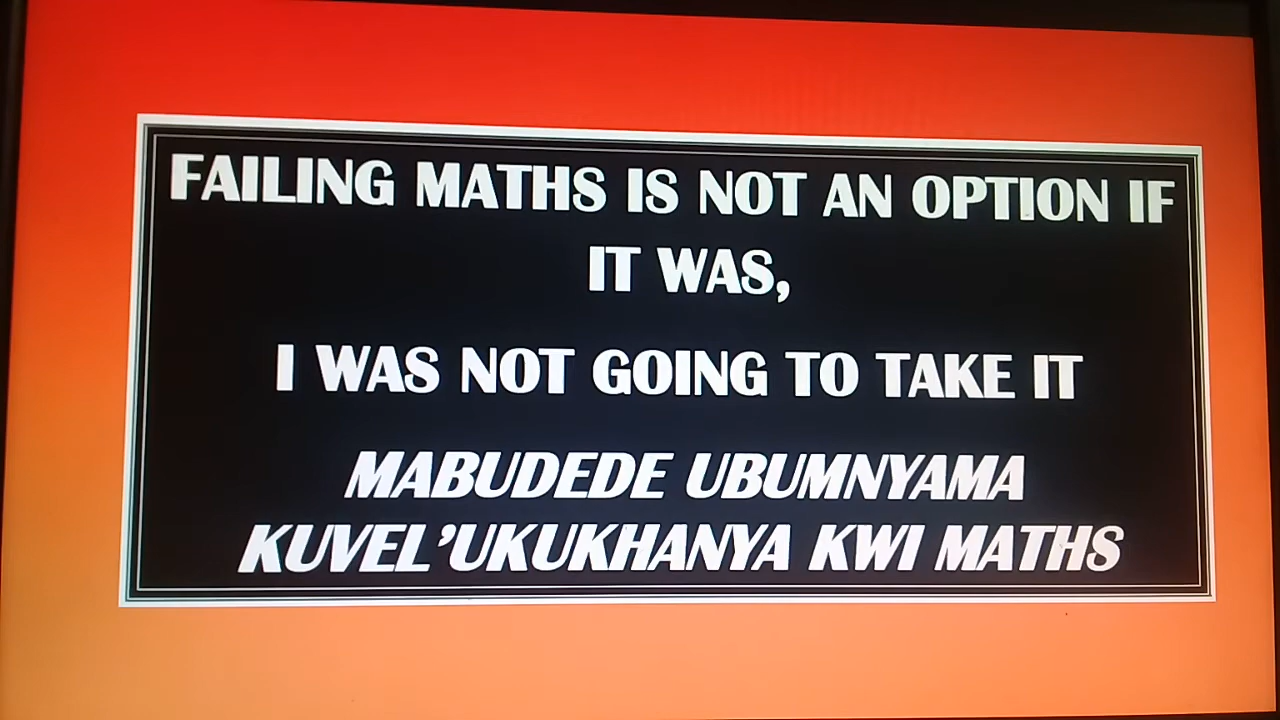 FAILING MATHS IS NOT AN OPTION IF
IT WAS,
I WAS NOT GOING TO TAKE IT
MABUDEDE UBUMNYAMA
KUVEL’UKUKHANYA KWI MATHS